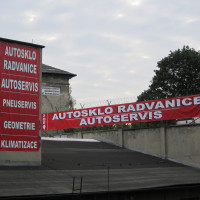 AUTOSKLO
RADVANICE
AUTOSERVIS
PNEUSERVIS
GEOMETRIE
KLIMATIZACE
AUTOSKLO RADVANICE
AUTOSERVIS